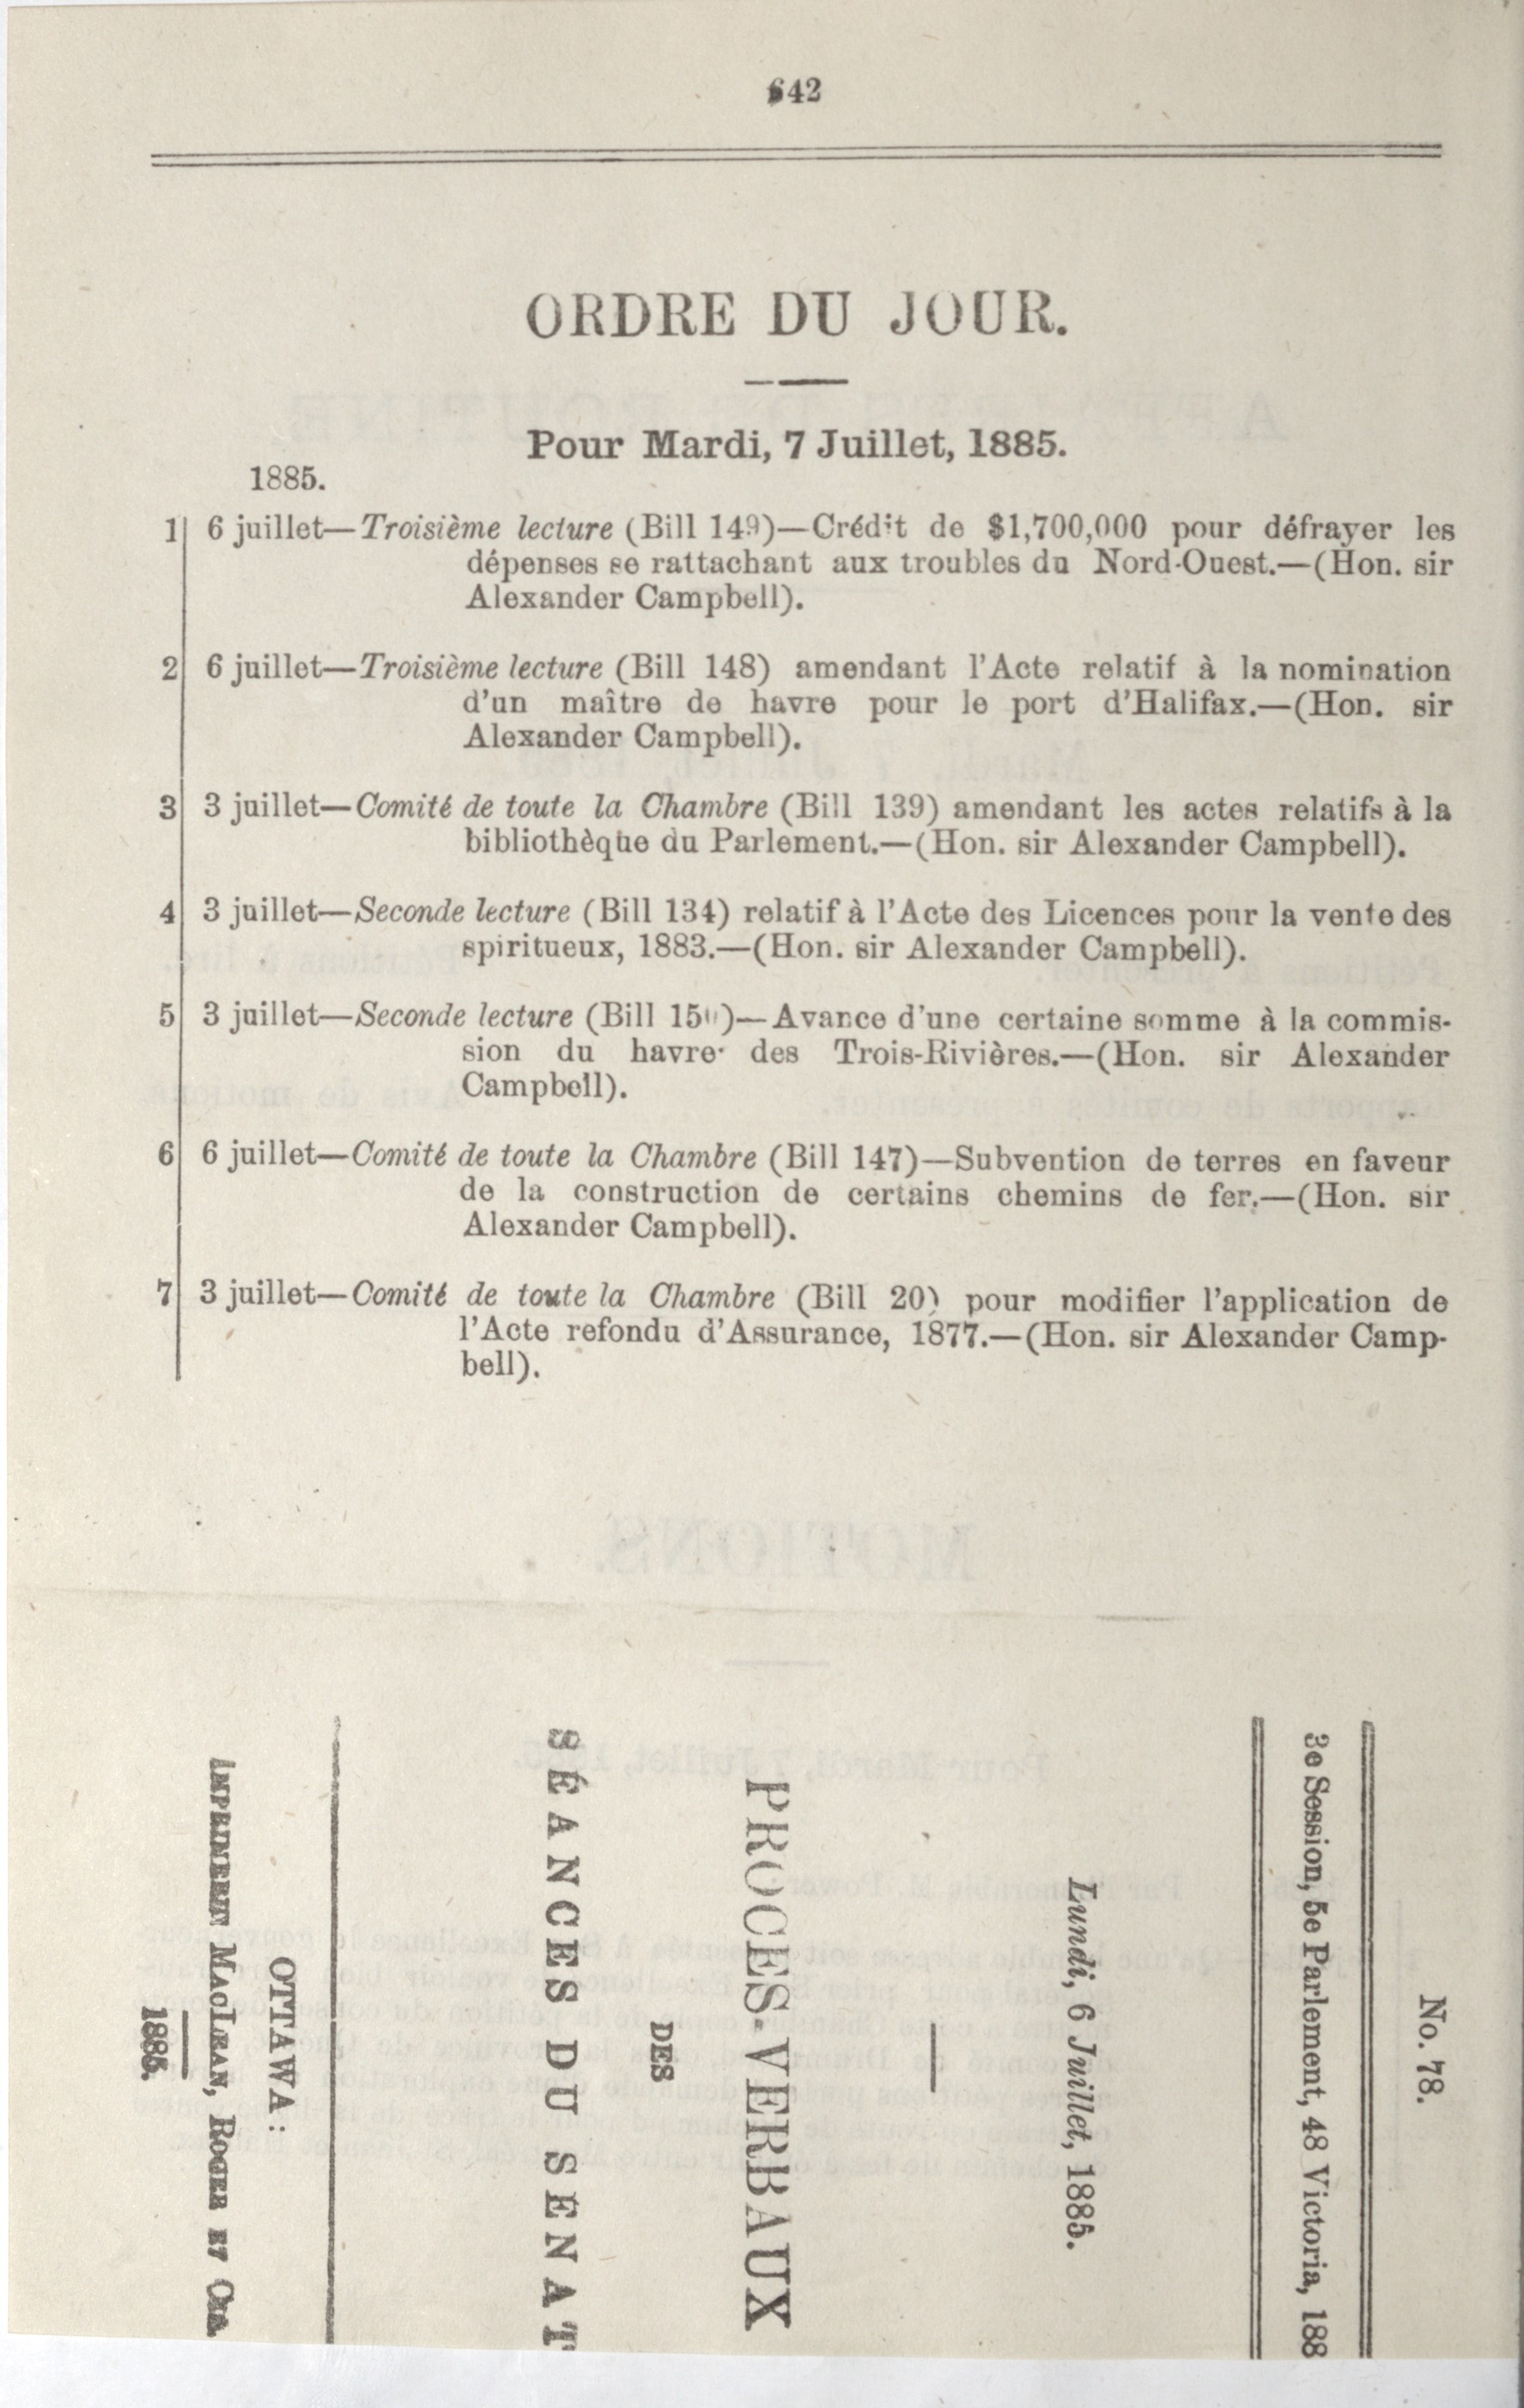 642
ORDRE DU JOUR.
Pour Mardi, 7 Juillet, 1885.
1885.
1 6 juillet—Troisième lecture (Bill 149)—Crédit de $1,700,000 pour défrayer les
dépenses se rattachant aux troubles du Nord-Ouest.—(Hon. sir
Alexander Campbell).
2 6 juillet—Troisième lecture (Bill 148) amendant l'Acte relatif à la nomination
d'un maître de havre pour le port d'Halifax.—(Hon. sir
Alexander Campbell).
3 3 juillet—Comité de toute la Chambre (Bill 139) amendant les actes relatifs à la
bibliothèque du Parlement.—(Hon. sir Alexander Campbell).
4 3 juillet—Seconde lecture (Bill 134) relatif à l'Acte des Licences pour la vente des
spiritueux, 1883.—(Hon. sir Alexander Campbell).
5 3 juillet—Seconde lecture (Bill 150)—Avance d'une certaine somme à la commis-
sion du havre des Trois-Rivières.—(Hon. sir Alexander
Campbell).
6 6 juillet—Comité de toute la Chambre (Bill 147)—Subvention de terres en faveur
de la construction de certains chemins de fer.—(Hon. sir
Alexander Campbell).
7 3 juillet—Comité de toute la Chambre (Bill 20) pour modifier l'application de
l'Acte refondu d'Assurance, 1877.—(Hon. sir Alexander Camp-
bell).
No. 78.
3e Session, 5e Parlement, 48 Victoria, 188
Lundi, 6 Juillet, 1885.
PROCES-VERBAUX
DES
SÉANCES DU SÉNAT
OTTAWA:
IMPRIMERIE MACLEAN, ROGER ET CIE.
1885.